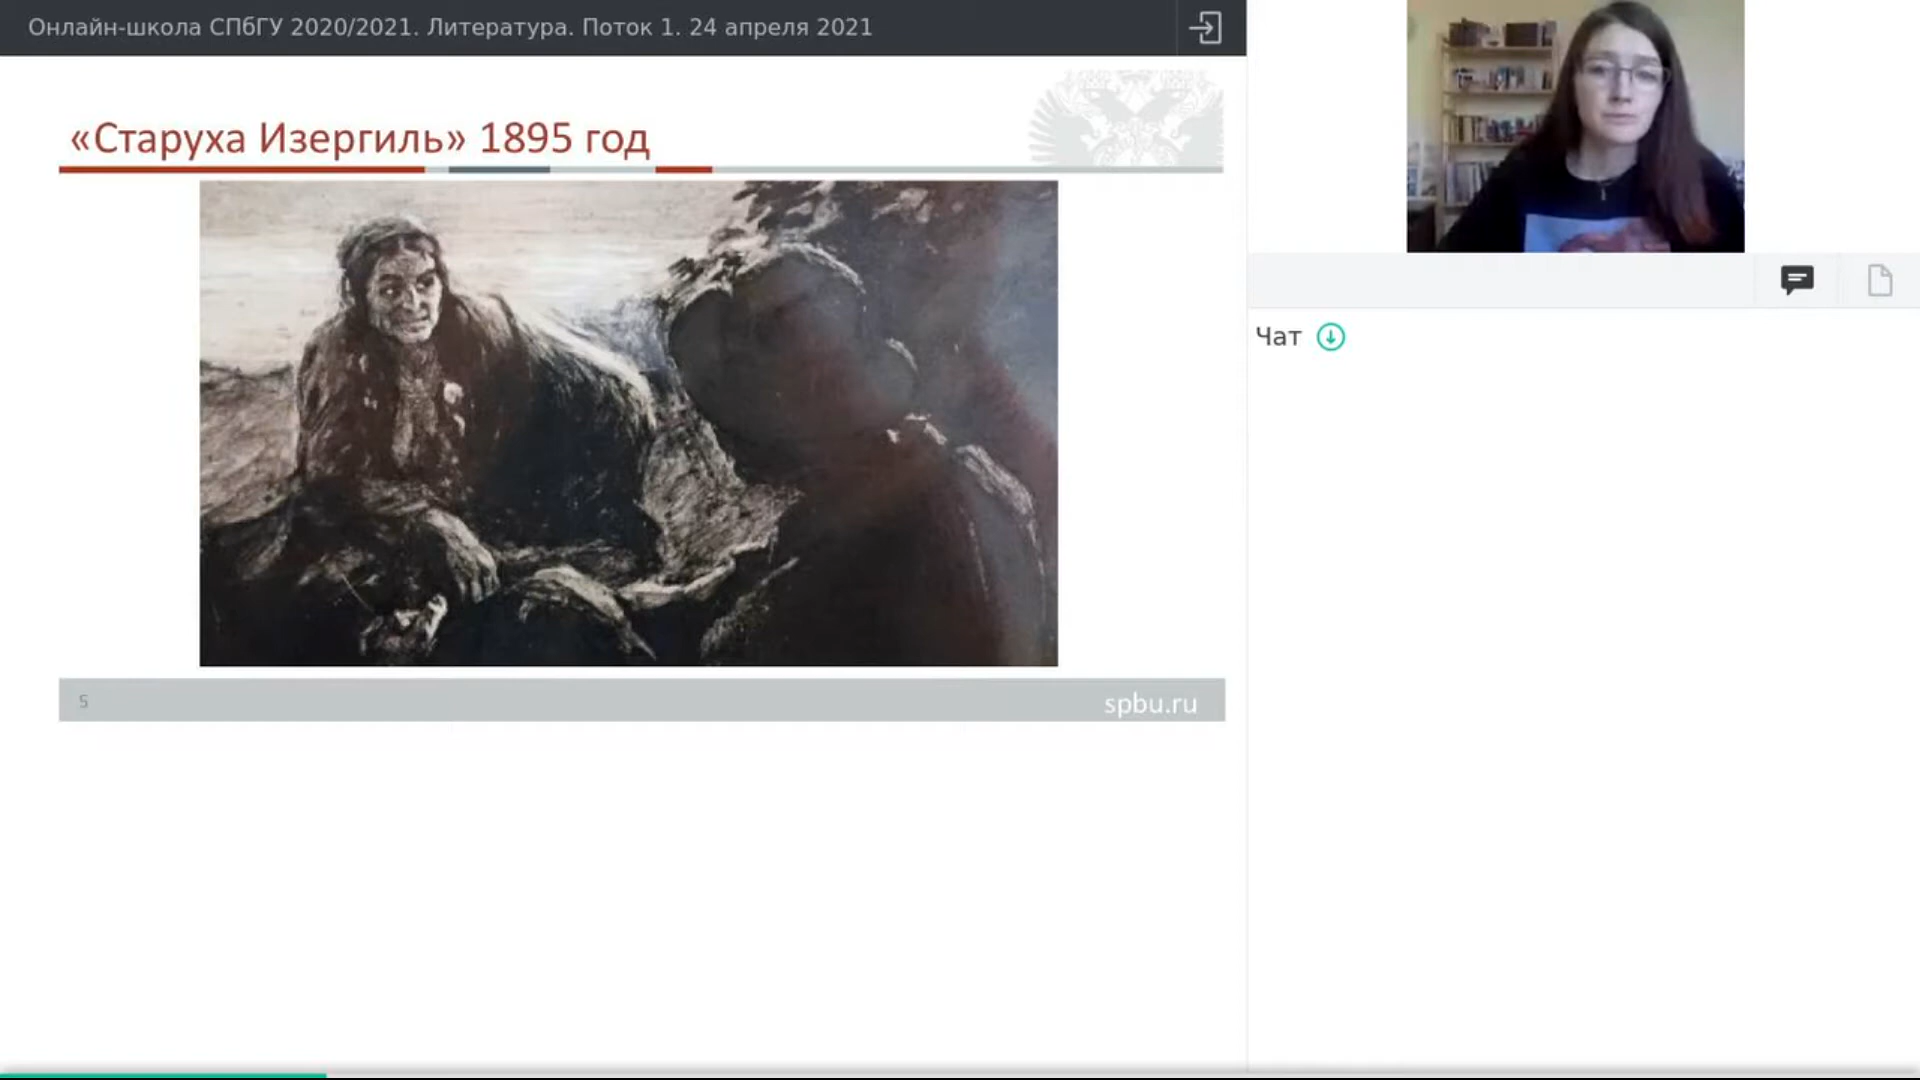 Онлайн-школа СПбГУ 2020/2021. Литература. Поток 1. 24 апреля 2021
«Старуха Изергиль» 1895 год
Чат
5
spbu.ru